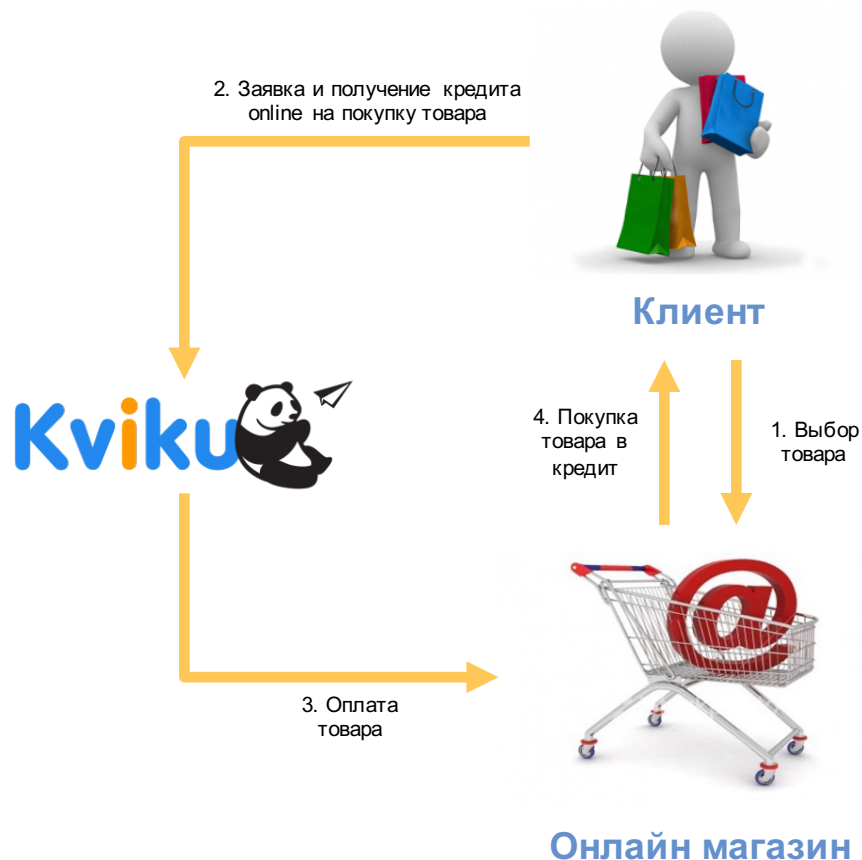 2. Заявка и получение кредита
online на покупку товара
Клиент
Kviku
4. Покупка
товара в
кредит
1. Выбор
товара
3. Оплата
товара
Онлайн магазин